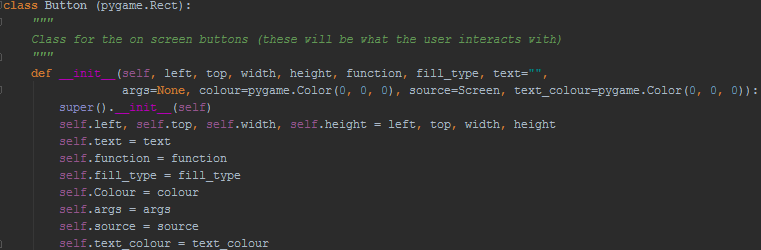 class Button (pygame.Rect):
"""
Class for the on screen buttons (these will be what the user interacts with)
"""
def __init__(self, left, top, width, height, function, fill_type, text="",
args=None, colour=pygame.Color(0, 0, 0), source=Screen, text_colour=pygame.Color(0, 0, 0)):
super().__init__(self)
self.left, self.top, self.width, self.height = left, top, width, height
self.text = text
self.function = function
self.fill_type = fill_type
self.Colour = colour
self.args = args
self.source = source
self.text_colour = text_colour